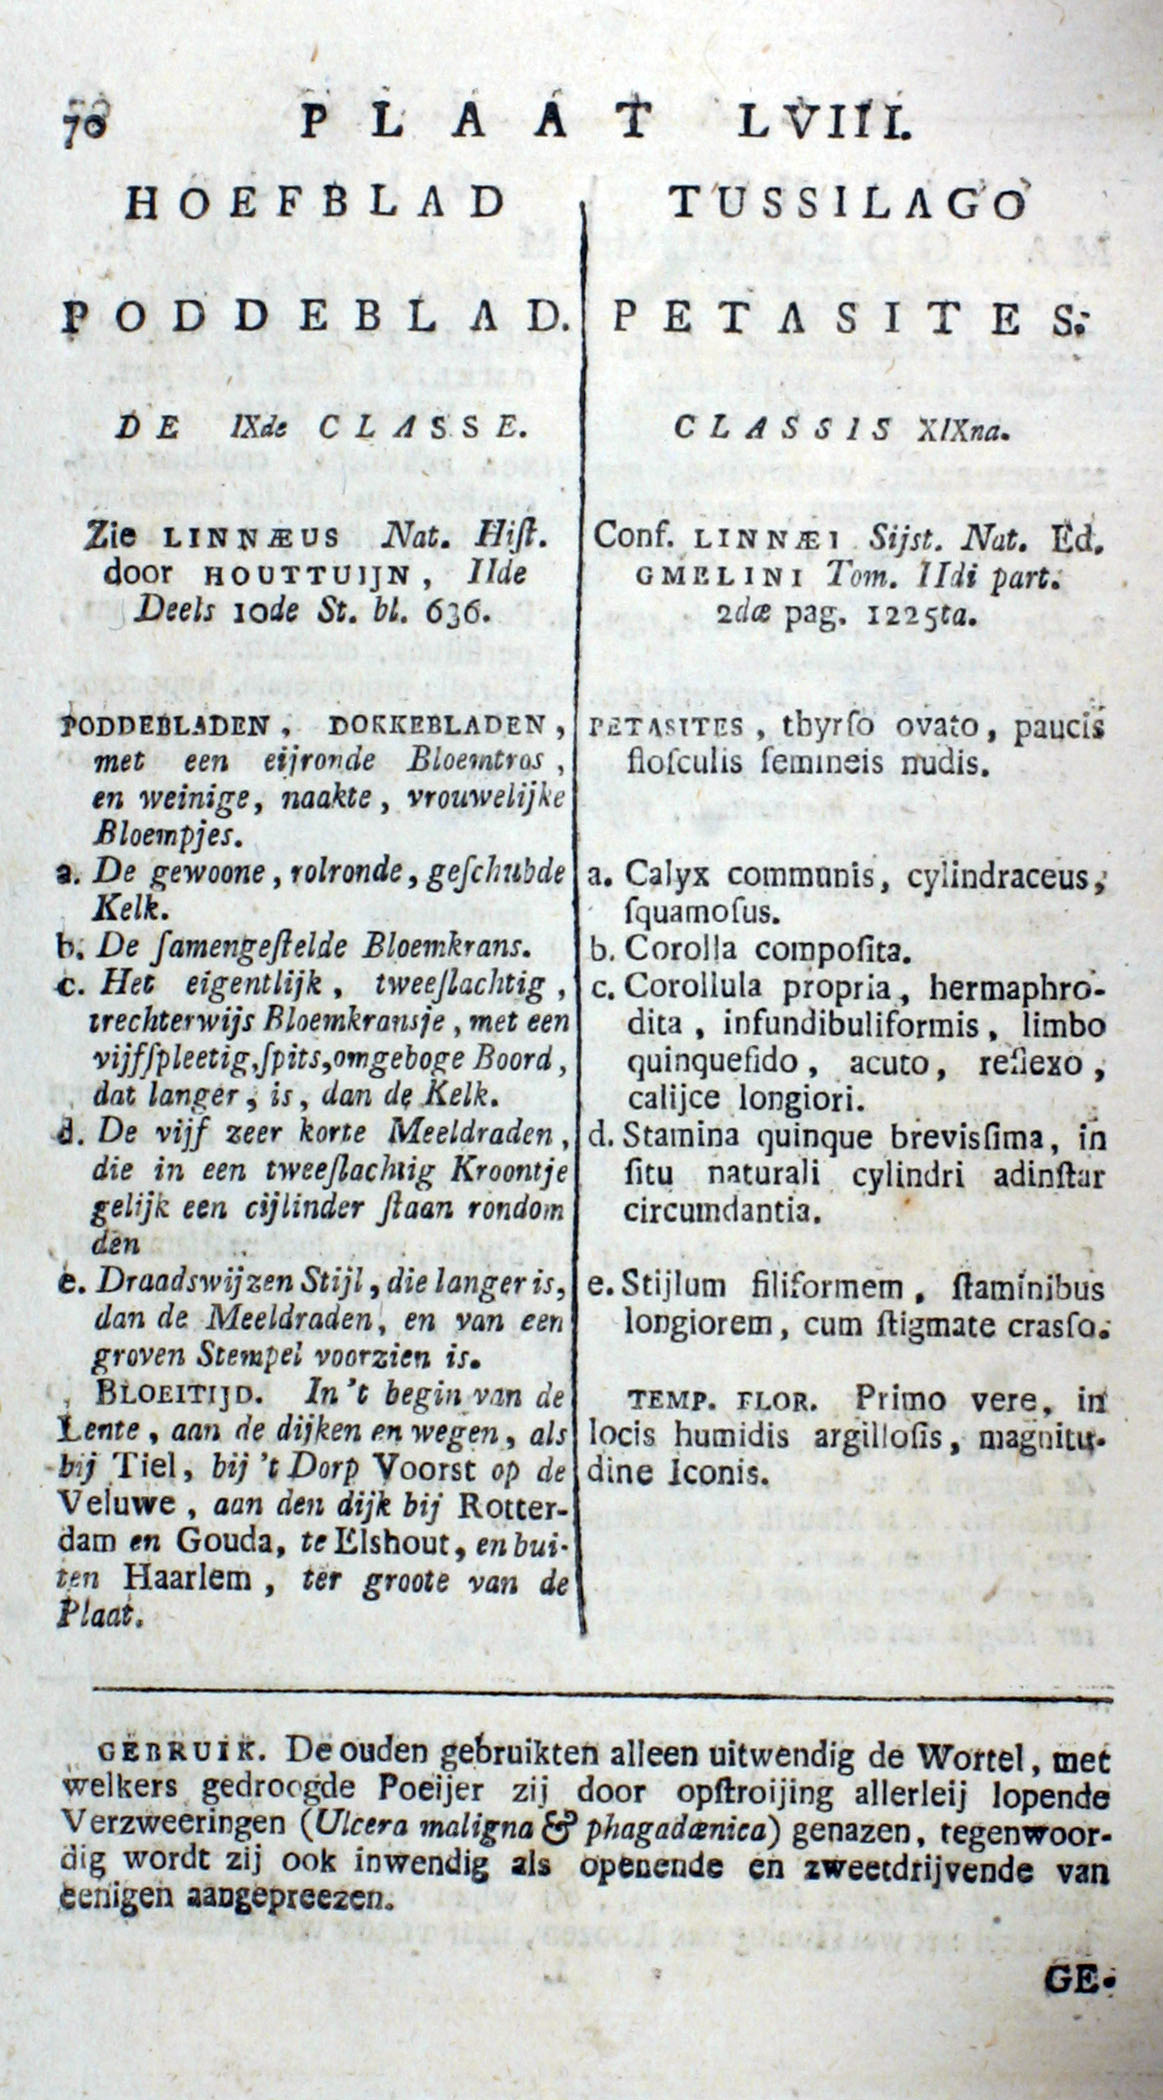 70 PLAAT LVIII.
HOEFBLAD
PODDEBLAD.
DE IXde CLASSE.
Zie LINNÆUS Nat. Hiſt.
door HOUTTUIJN, IIde
Deels 10de St. bl. 636.
PODDEBLADEN, DOKKEBLADEN,
met een eijronde Bloemtros,
en weinige, naakte, vrouwelijke
Bloempjes.
a. De gewoone, rolronde, geſchubde
Kelk.
b. De ſamengeſtelde Bloemkrans.
c. Het eigentlijk, tweeſlachtig,
trechterwijs Bloemkransje, met een
vijfſpleetig, ſpits, omgeboge Boord,
dat langer, is, dan de Kelk.
d. De vijf zeer korte Meeldraden,
die in een tweeſlachtig Kroontje
gelijk een cijlinder ſtaan rondom
den
e. Draadswijzen Stijl, die langer is,
dan de Meeldraden, en van een
groven Stempel voorzien is.
BLOEITIJD. In 't begin van de
Lente, aan de dijken en wegen, als
bij Tiel, bij 't Dorp Voorst op de
Veluwe, aan den dijk bij Rotter-
dam en Gouda, te Elshout, en bui-
ten Haarlem, ter groote van de
Plaat.
TUSSILAGO
PETASITES.
CLASSIS XIXna.
Conf. LINNÆI Sijst. Nat. Ed.
GMELINI Tom. IIdi part.
2dæ pag. 1225ta.
PETASITES, thyrſo ovato, paucis
floſculis femineis nudis.
a. Calyx communis, cylindraceus,
ſquamoſus.
b. Corolla compoſita.
c. Corollula propria, hermaphro-
dita, infundibuliformis, limbo
quinquefido, acuto, reflexo,
calijce longiori.
d. Stamina quinque brevisſima, in
ſitu naturali cylindri adinſtar
circumdantia.
e. Stijlum filiformem, ſtaminibus
longiorem, cum ſtigmate crasſo.
TEMP. FLOR. Primo vere, in
locis humidis argilloſis, magnitu-
dine Iconis.
GEBRUIK. De ouden gebruikten alleen uitwendig de Wortel, met
welkers gedroogde Poeijer zij door opſtroijing allerleij lopende
Verzweeringen (Ulcera maligna & phagadænica) genazen, tegenwoor-
dig wordt zij ook inwendig als openende en zweetdrijvende van
eenigen aangepreezen.
GE-